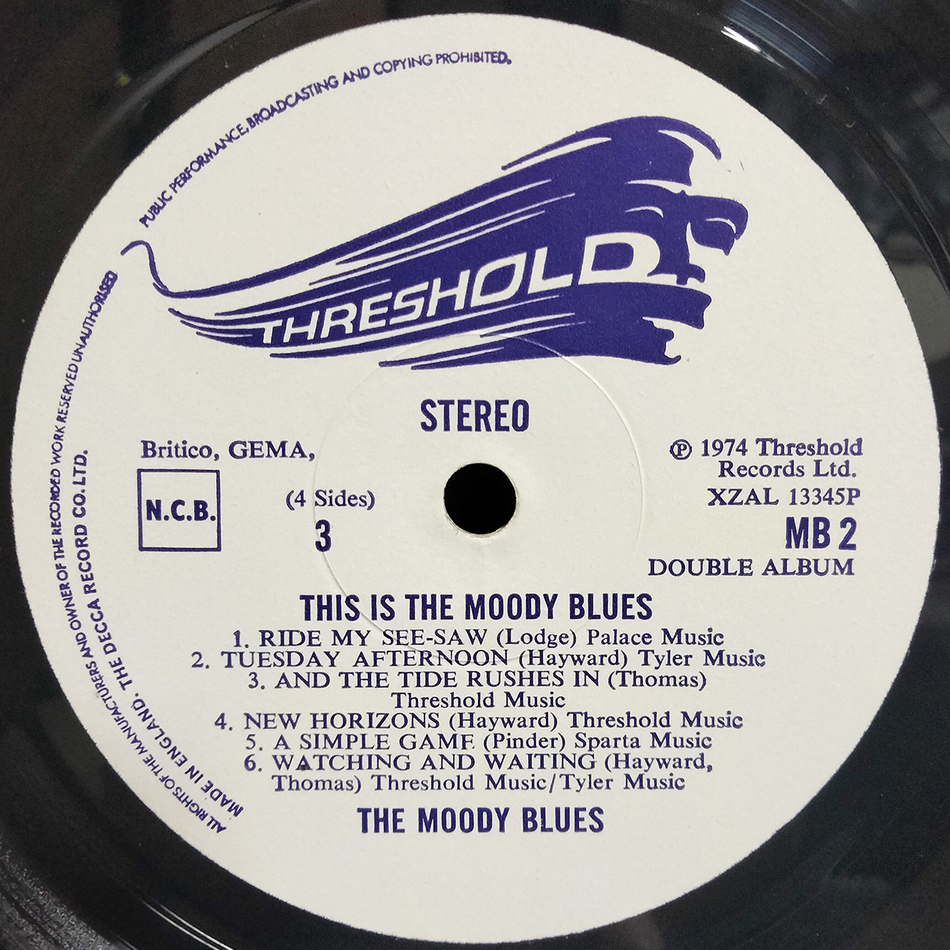 PUBLIC PERFORMANCE, BROADCASTING AND COPYING PROHIBITED.
ALL RIGHTS OF THE MANUFACTURERS AND OWNER OF THE RECORDED WORK RESERVED UNAUTHORISED
MADE IN ENGLAND. THE DECCA RECORD CO. LTD.
THRESHOLD
STEREO
Britico, GEMA,
N.C.B.
(4 Sides)
3
Ⓟ 1974 Threshold
Records Ltd.
XZAL 13345P
MB 2
DOUBLE ALBUM
THIS IS THE MOODY BLUES
1. RIDE MY SEE-SAW (Lodge) Palace Music
2. TUESDAY AFTERNOON (Hayward) Tyler Music
3. AND THE TIDE RUSHES IN (Thomas)
Threshold Music
4. NEW HORIZONS (Hayward) Threshold Music
5. A SIMPLE GAME (Pinder) Sparta Music
6. WATCHING AND WAITING (Hayward,
Thomas) Threshold Music/Tyler Music
THE MOODY BLUES